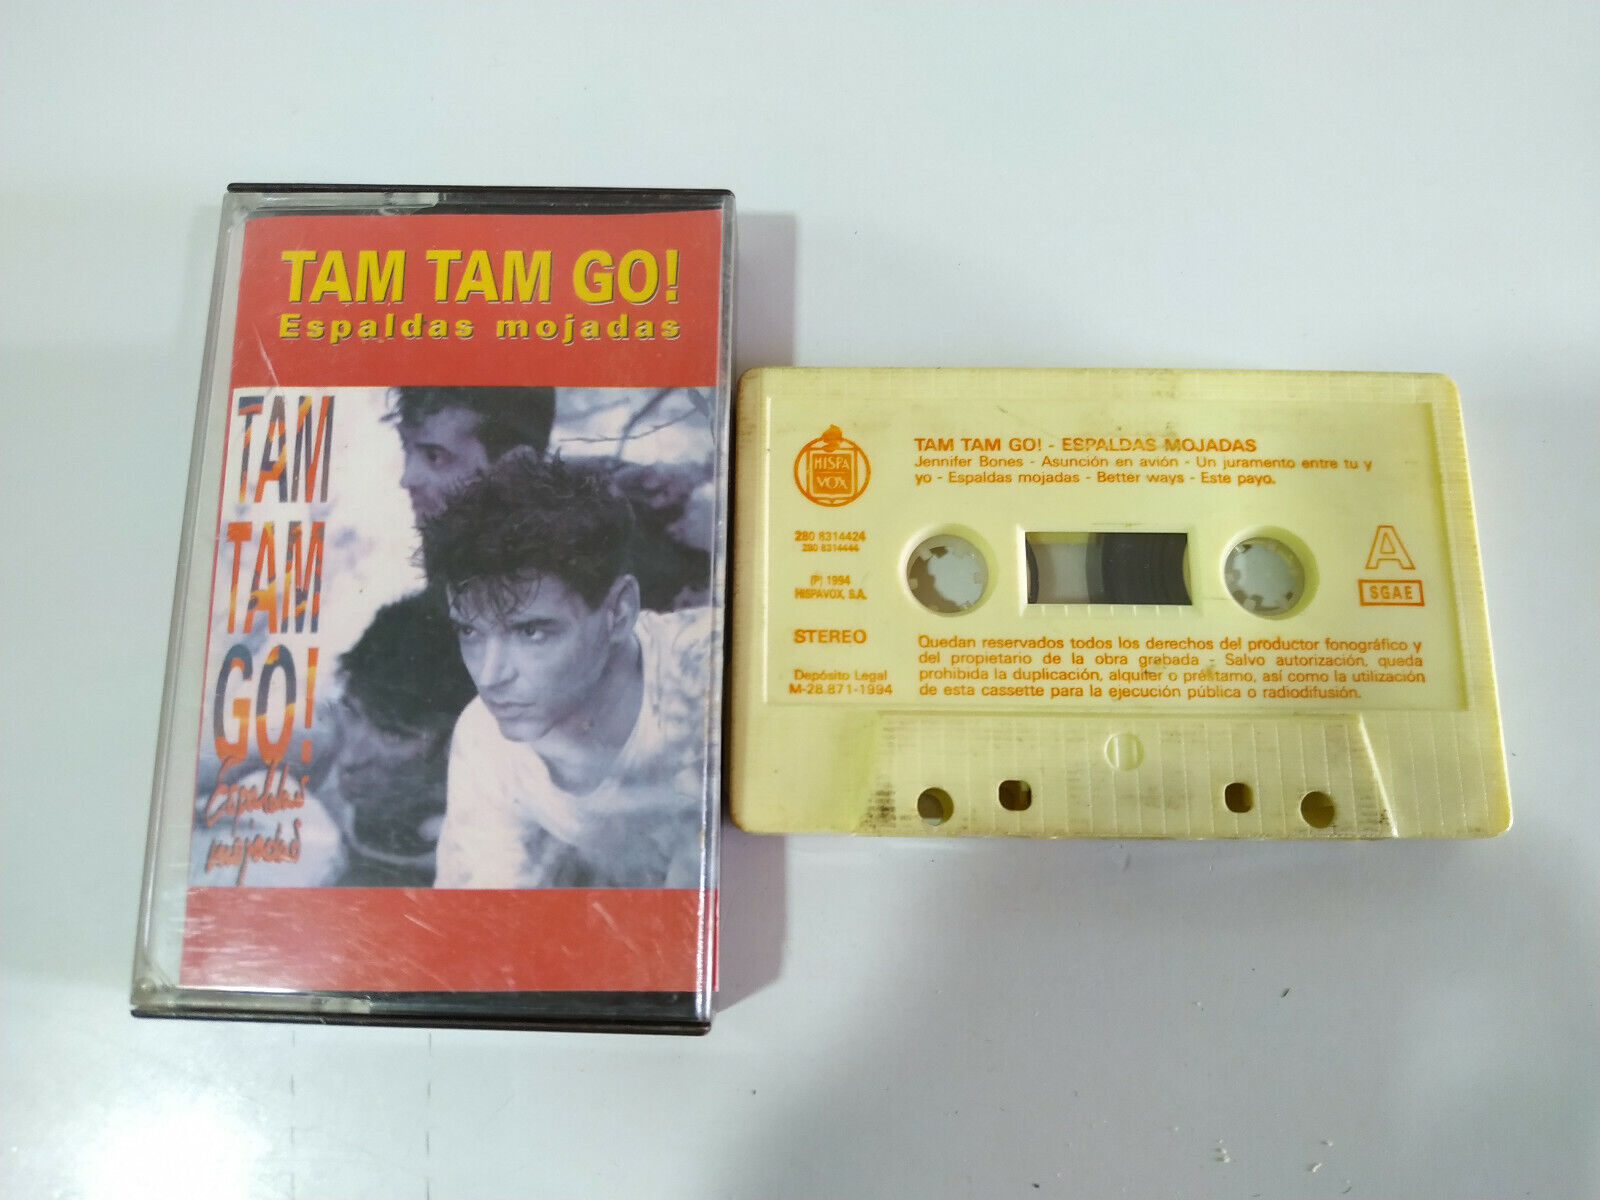 TAM TAM GO!
Espaldas mojadas
TAM
TAM
GO!
Espaldas
mojadas
HISPA
VOX
TAM TAM GO! - ESPALDAS MOJADAS
Jennifer Bones - Asunción en avión - Un juramento entre tu y
yo - Espaldas mojadas - Better ways - Este payo.
280 8314424
280 8314444
(P) 1994
HISPAVOX, S.A.
STEREO
Depósito Legal
M-28.871-1994
A
SGAE
Quedan reservados todos los derechos del productor fonográfico y
del propietario de la obra grabada - Salvo autorización, queda
prohibida la duplicación, alquiler o préstamo, así como la utilización
de esta cassette para la ejecución pública o radiodifusión.